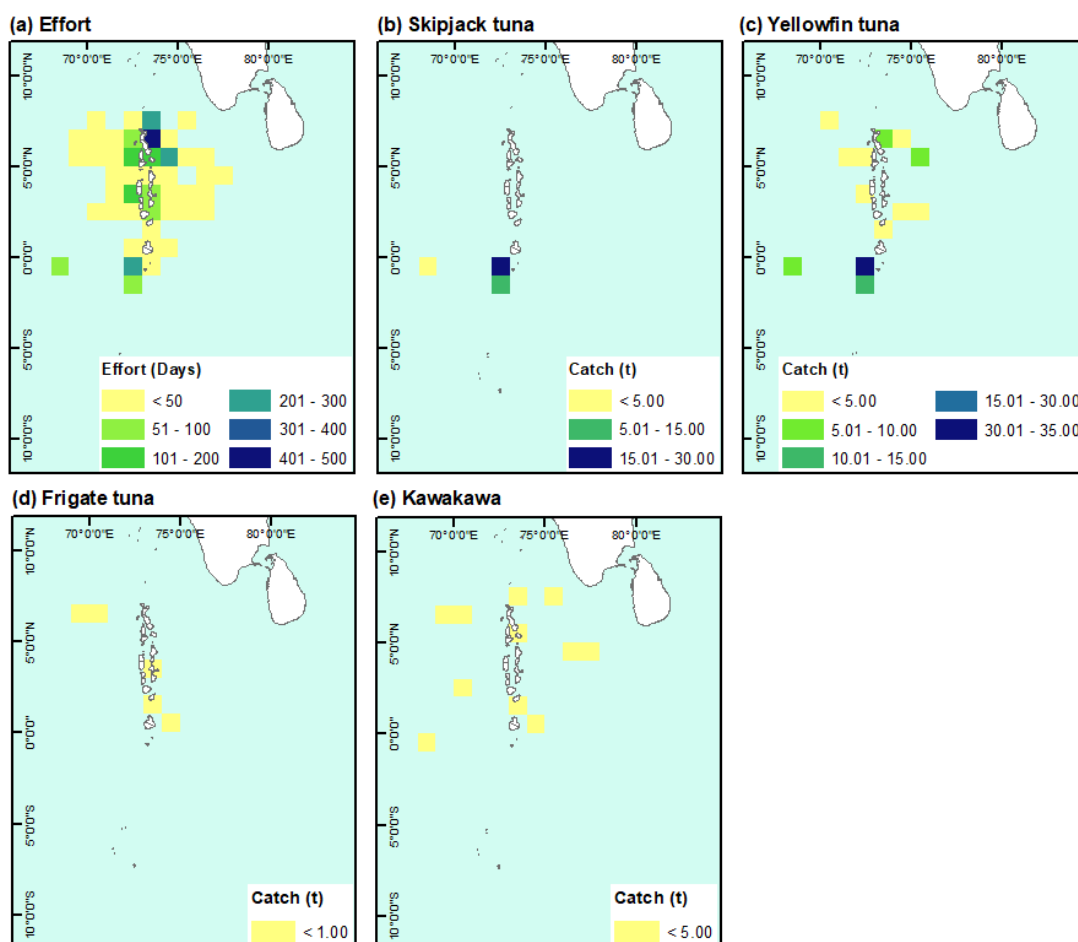 (a) Effort
(b) Skipjack tuna
(c) Yellowfin tuna
70°0'0"E 75°0'0"E 80°0'0"E
70°0'0"E 75°0'0"E 80°0'0"E
70°0'0"E 75°0'0"E 80°0'0"E
10°0'0"N
5°0'0"N
0°0'0"
5°0'0"S
10°0'0"S
Effort (Days)
< 50
51 - 100
101 - 200
201 - 300
301 - 400
401 - 500
10°0'0"N
5°0'0"N
0°0'0"
5°0'0"S
10°0'0"S
Catch (t)
< 5.00
5.01 - 15.00
15.01 - 30.00
10°0'0"N
5°0'0"N
0°0'0"
5°0'0"S
10°0'0"S
Catch (t)
< 5.00
5.01 - 10.00
10.01 - 15.00
15.01 - 30.00
30.01 - 35.00
(d) Frigate tuna
(e) Kawakawa
70°0'0"E 75°0'0"E 80°0'0"E
70°0'0"E 75°0'0"E 80°0'0"E
10°0'0"N
5°0'0"N
0°0'0"
5°0'0"S
10°0'0"S
Catch (t)
< 1.00
10°0'0"N
5°0'0"N
0°0'0"
5°0'0"S
10°0'0"S
Catch (t)
< 5.00